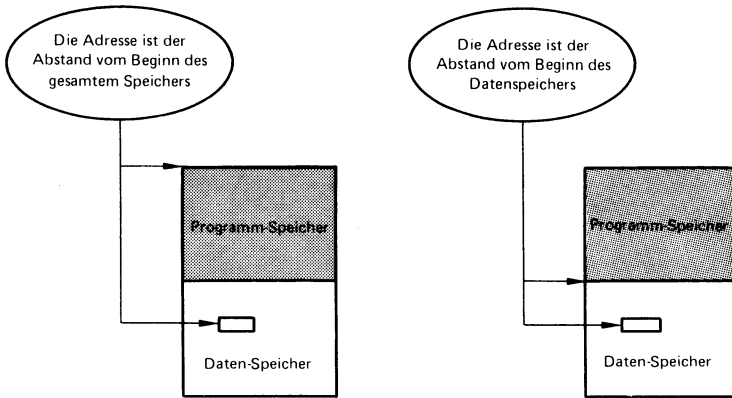 Die Adresse ist der
Abstand vom Beginn des
gesamtem Speichers
Die Adresse ist der
Abstand vom Beginn des
Datenspeichers
Programm-Speicher
Daten-Speicher
Programm-Speicher
Daten-Speicher